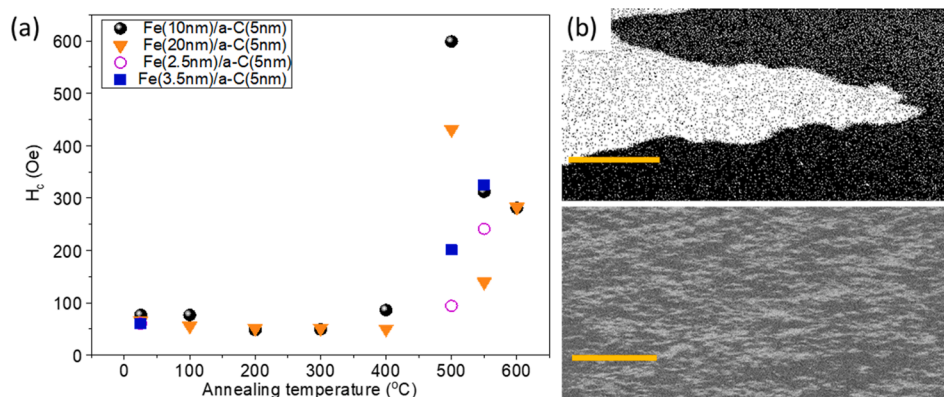 (a)
Fe(10nm)/a-C(5nm)
Fe(20nm)/a-C(5nm)
Fe(2.5nm)/a-C(5nm)
Fe(3.5nm)/a-C(5nm)
600
500
400
300
200
100
0
Hc (Oe)
0 100 200 300 400 500 600
Annealing temperature (oC)
(b)